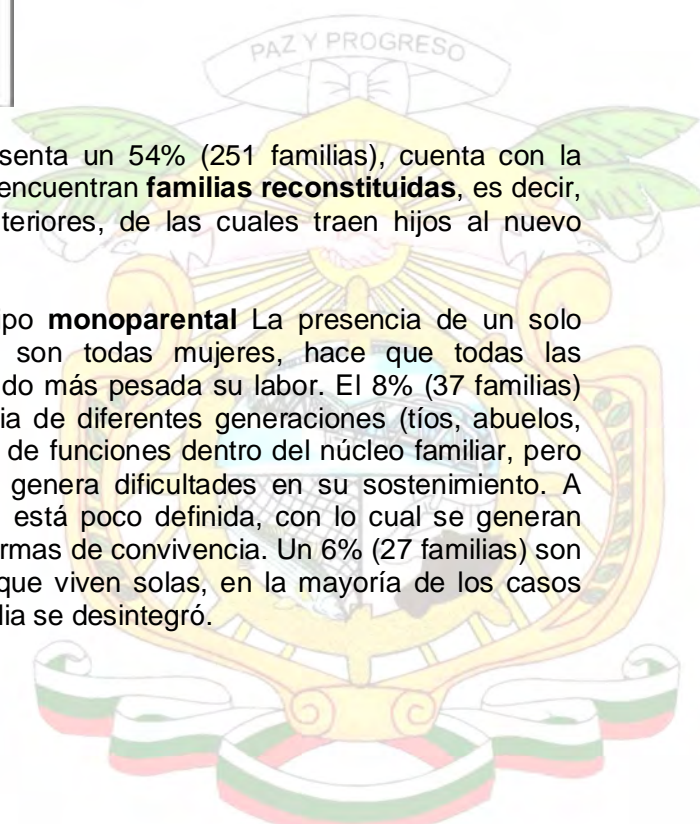 PAZ Y PROGRESO
senta un 54% (251 familias), cuenta con la
encuentran familias reconstituidas, es decir,
teriores, de las cuales traen hijos al nuevo
po monoparental La presencia de un solo
son todas mujeres, hace que todas las
do más pesada su labor. El 8% (37 familias)
ia de diferentes generaciones (tíos, abuelos,
de funciones dentro del núcleo familiar, pero
genera dificultades en su sostenimiento. A
está poco definida, con lo cual se generan
rmas de convivencia. Un 6% (27 familias) son
que viven solas, en la mayoría de los casos
lia se desintegró.